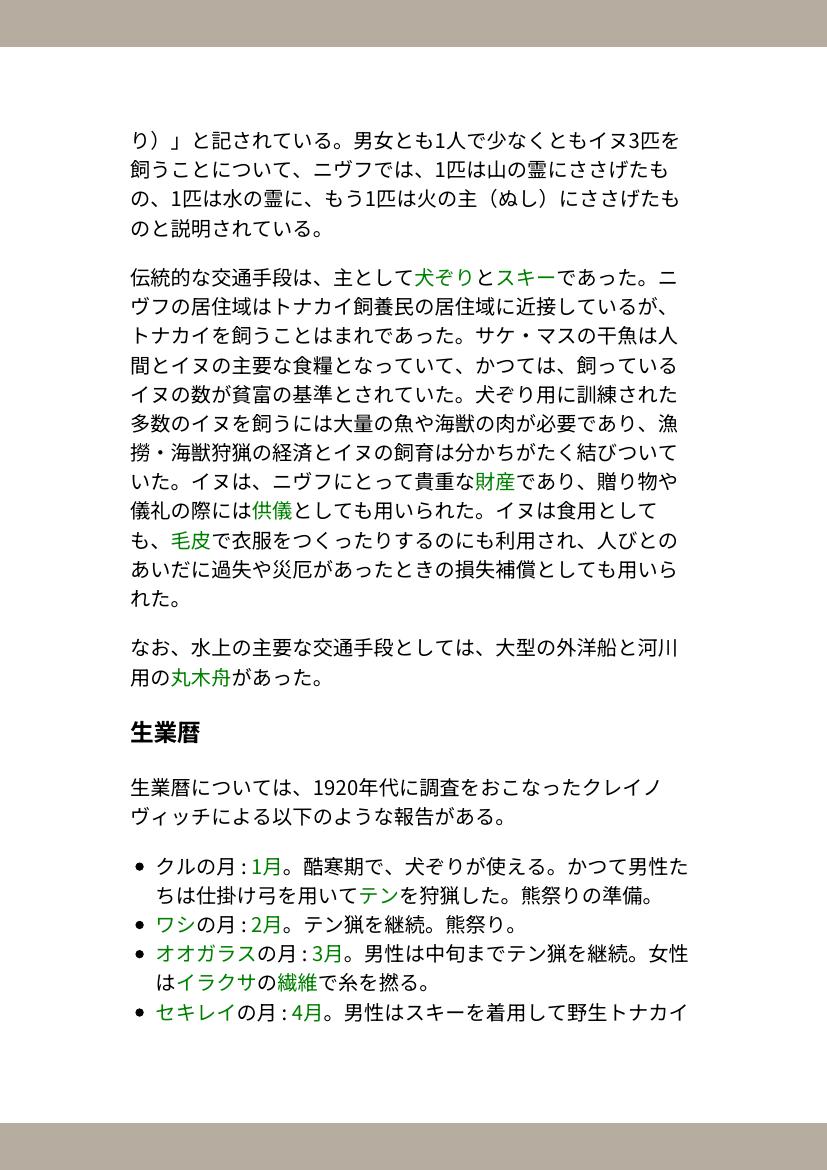 り）」と記されている。男女とも1人で少なくともイヌ3匹を
飼うことについて、ニヴフでは、1匹は山の霊にささげたも
の、1匹は水の霊に、もう1匹は火の主（ぬし）にささげたも
のと説明されている。
伝統的な交通手段は、主として犬ぞりとスキーであった。ニ
ヴフの居住域はトナカイ飼養民の居住域に近接しているが、
トナカイを飼うことはまれであった。サケ・マスの干魚は人
間とイヌの主要な食糧となっていて、かつては、飼っている
イヌの数が貧富の基準とされていた。犬ぞり用に訓練された
多数のイヌを飼うには大量の魚や海獣の肉が必要であり、漁
撈・海獣狩猟の経済とイヌの飼育は分かちがたく結びついて
いた。イヌは、ニヴフにとって貴重な財産であり、贈り物や
儀礼の際には供儀としても用いられた。イヌは食用として
も、毛皮で衣服をつくったりするのにも利用され、人びとの
あいだに過失や災厄があったときの損失補償としても用いら
れた。
なお、水上の主要な交通手段としては、大型の外洋船と河川
用の丸木舟があった。
生業暦
生業暦については、1920年代に調査をおこなったクレイノ
ヴィッチによる以下のような報告がある。
• クルの月 : 1月。酷寒期で、犬ぞりが使える。かつて男性た
ちは仕掛け弓を用いてテンを狩猟した。熊祭りの準備。
• ワシの月 : 2月。テン猟を継続。熊祭り。
• オオガラスの月 : 3月。男性は中旬までテン猟を継続。女性
はイラクサの繊維で糸を撚る。
• セキレイの月 : 4月。男性はスキーを着用して野生トナカイ